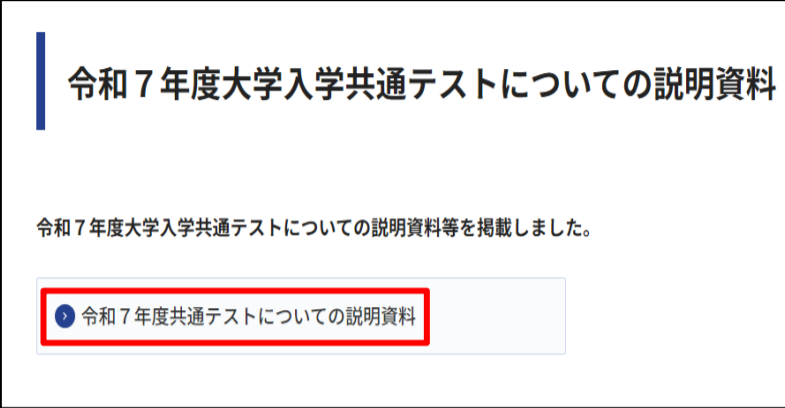 令和７年度大学入学共通テストについての説明資料
令和７年度大学入学共通テストについての説明資料等を掲載しました。
令和７年度共通テストについての説明資料